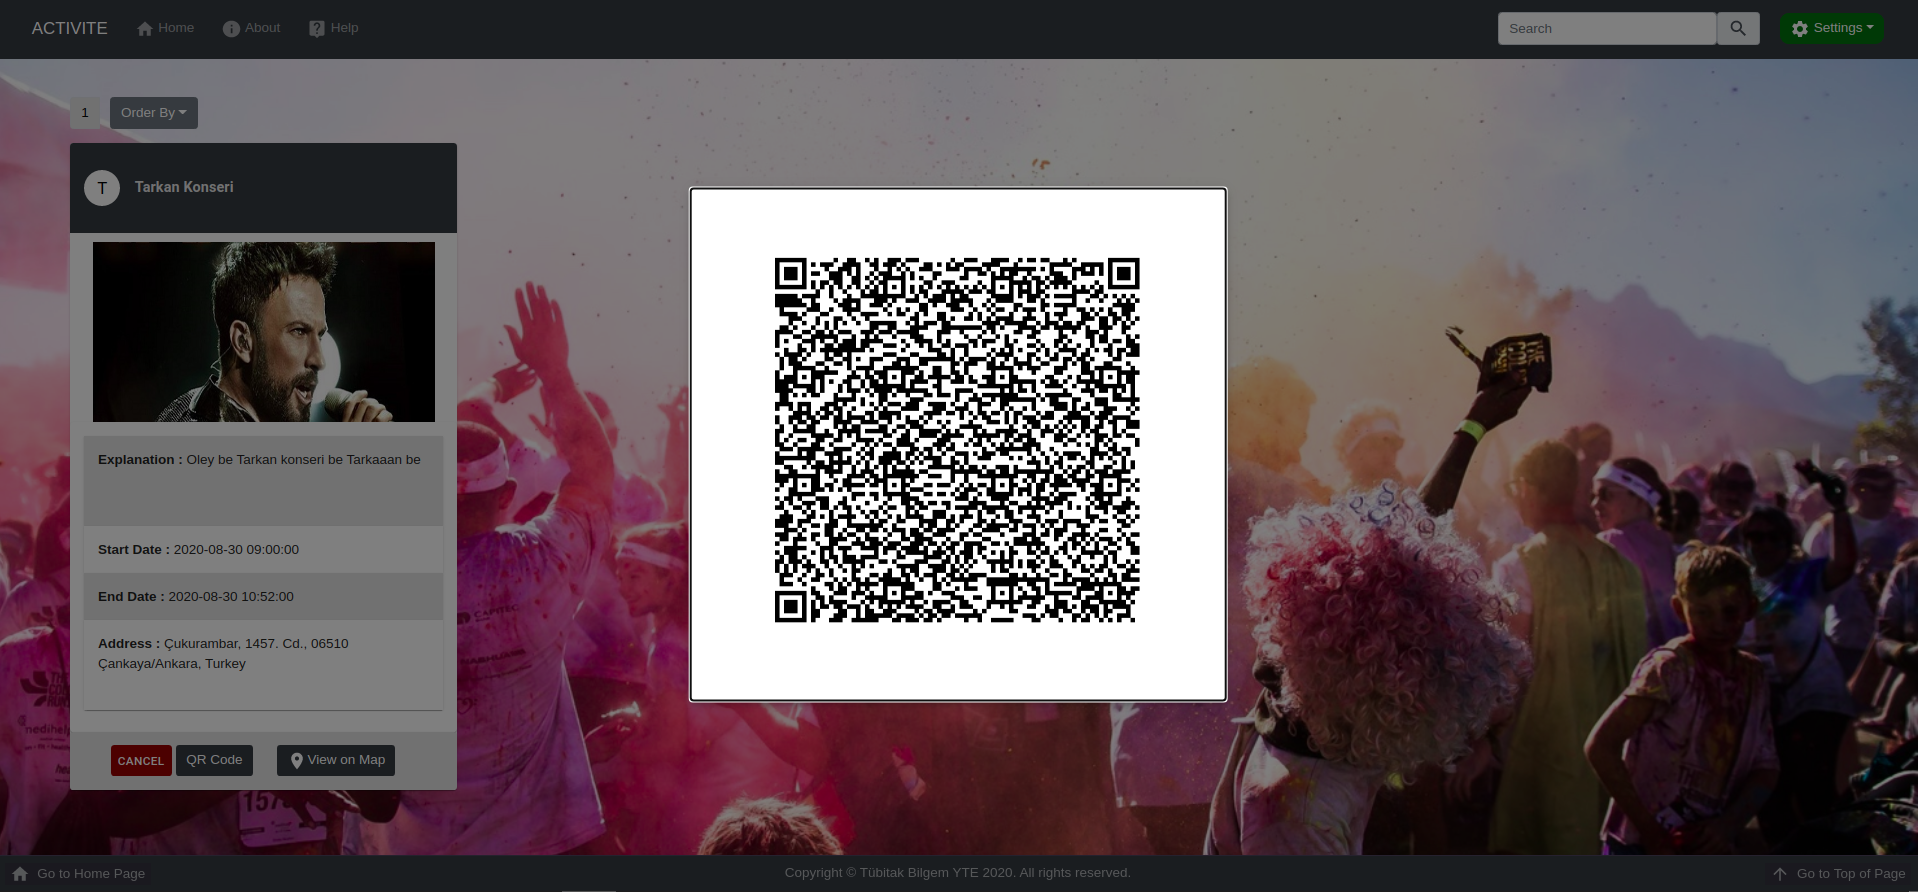 ACTIVITE
Home
About
Help
Search
Settings
1
Order By
T
Tarkan Konseri
Explanation : Oley be Tarkan konseri be Tarkaaan be
Start Date : 2020-08-30 09:00:00
End Date : 2020-08-30 10:52:00
Address : Çukurambar, 1457. Cd., 06510
Çankaya/Ankara, Turkey
CANCEL
QR Code
View on Map
CAPITEC
Go to Home Page
Copyright © Tübitak Bilgem YTE 2020. All rights reserved.
Go to Top of Page